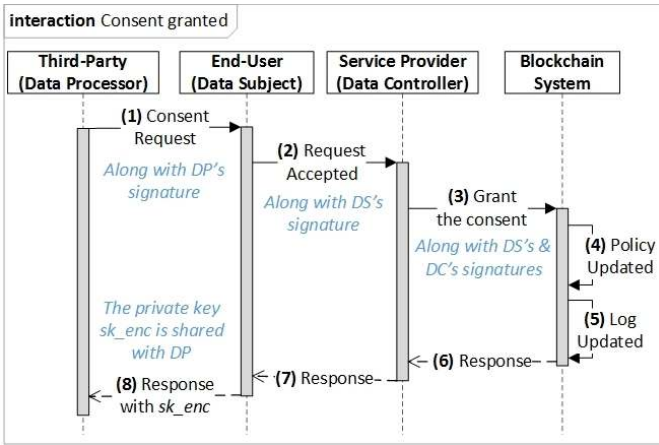 interaction Consent granted
Third-Party
(Data Processor)
End-User
(Data Subject)
Service Provider
(Data Controller)
Blockchain
System
(1) Consent
Request
Along with DP's
signature
(2) Request
Accepted
Along with DS's
signature
(3) Grant
the consent
Along with DS's &
DC's signatures
(4) Policy
Updated
(5) Log
Updated
(6) Response
(7) Response
The private key
sk_enc is shared
with DP
(8) Response
with sk_enc